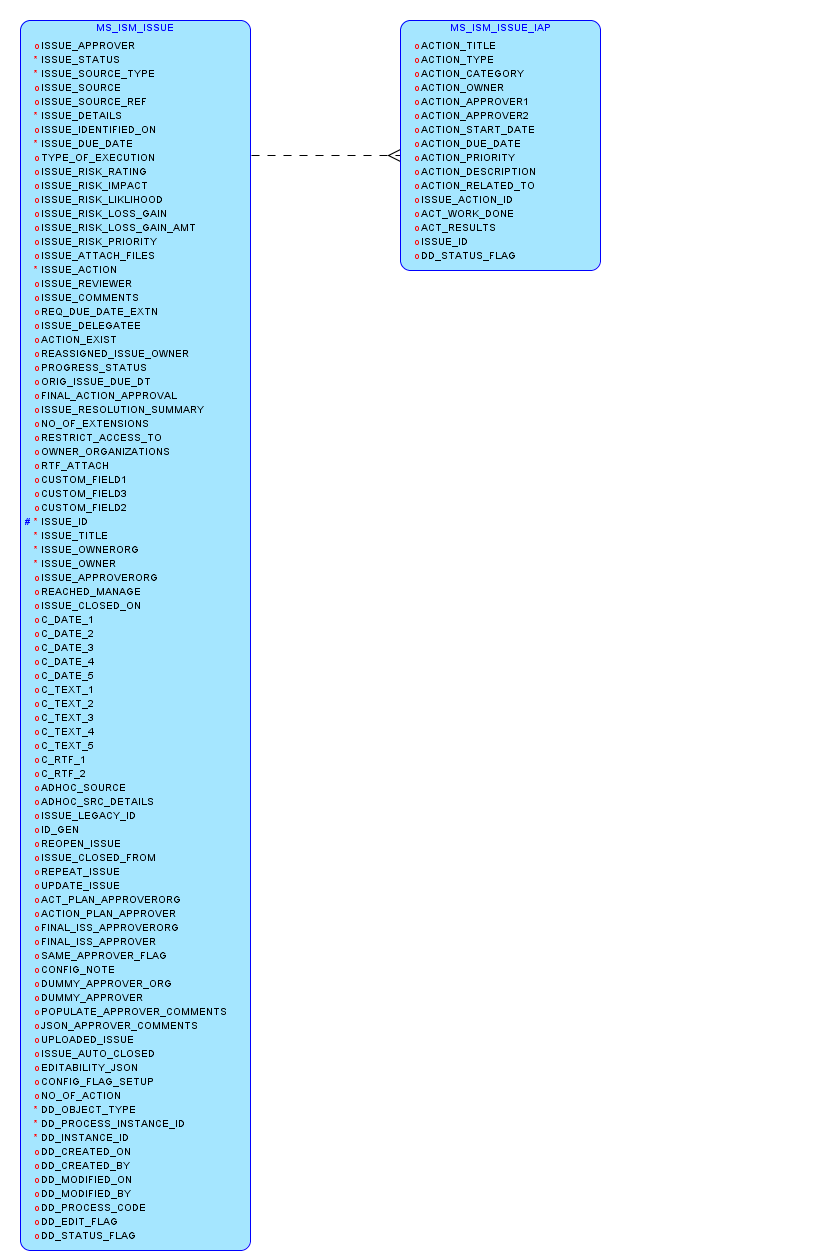 MS_ISM_ISSUE
o ISSUE_APPROVER
* ISSUE_STATUS
* ISSUE_SOURCE_TYPE
o ISSUE_SOURCE
o ISSUE_SOURCE_REF
* ISSUE_DETAILS
o ISSUE_IDENTIFIED_ON
* ISSUE_DUE_DATE
o TYPE_OF_EXECUTION
o ISSUE_RISK_RATING
o ISSUE_RISK_IMPACT
o ISSUE_RISK_LIKLIHOOD
o ISSUE_RISK_LOSS_GAIN
o ISSUE_RISK_LOSS_GAIN_AMT
o ISSUE_RISK_PRIORITY
o ISSUE_ATTACH_FILES
* ISSUE_ACTION
o ISSUE_REVIEWER
o ISSUE_COMMENTS
o REQ_DUE_DATE_EXTN
o ISSUE_DELEGATEE
o ACTION_EXIST
o REASSIGNED_ISSUE_OWNER
o PROGRESS_STATUS
o ORIG_ISSUE_DUE_DT
o FINAL_ACTION_APPROVAL
o ISSUE_RESOLUTION_SUMMARY
o NO_OF_EXTENSIONS
o RESTRICT_ACCESS_TO
o OWNER_ORGANIZATIONS
o RTF_ATTACH
o CUSTOM_FIELD1
o CUSTOM_FIELD3
o CUSTOM_FIELD2
# * ISSUE_ID
* ISSUE_TITLE
* ISSUE_OWNERORG
* ISSUE_OWNER
o ISSUE_APPROVERORG
o REACHED_MANAGE
o ISSUE_CLOSED_ON
o C_DATE_1
o C_DATE_2
o C_DATE_3
o C_DATE_4
o C_DATE_5
o C_TEXT_1
o C_TEXT_2
o C_TEXT_3
o C_TEXT_4
o C_TEXT_5
o C_RTF_1
o C_RTF_2
o ADHOC_SOURCE
o ADHOC_SRC_DETAILS
o ISSUE_LEGACY_ID
o ID_GEN
o REOPEN_ISSUE
o ISSUE_CLOSED_FROM
o REPEAT_ISSUE
o UPDATE_ISSUE
o ACT_PLAN_APPROVERORG
o ACTION_PLAN_APPROVER
o FINAL_ISS_APPROVERORG
o FINAL_ISS_APPROVER
o SAME_APPROVER_FLAG
o CONFIG_NOTE
o DUMMY_APPROVER_ORG
o DUMMY_APPROVER
o POPULATE_APPROVER_COMMENTS
o JSON_APPROVER_COMMENTS
o UPLOADED_ISSUE
o ISSUE_AUTO_CLOSED
o EDITABILITY_JSON
o CONFIG_FLAG_SETUP
o NO_OF_ACTION
* DD_OBJECT_TYPE
* DD_PROCESS_INSTANCE_ID
* DD_INSTANCE_ID
o DD_CREATED_ON
o DD_CREATED_BY
o DD_MODIFIED_ON
o DD_MODIFIED_BY
o DD_PROCESS_CODE
o DD_EDIT_FLAG
o DD_STATUS_FLAG
MS_ISM_ISSUE_IAP
o ACTION_TITLE
o ACTION_TYPE
o ACTION_CATEGORY
o ACTION_OWNER
o ACTION_APPROVER1
o ACTION_APPROVER2
o ACTION_START_DATE
o ACTION_DUE_DATE
o ACTION_PRIORITY
o ACTION_DESCRIPTION
o ACTION_RELATED_TO
o ISSUE_ACTION_ID
o ACT_WORK_DONE
o ACT_RESULTS
o ISSUE_ID
o DD_STATUS_FLAG